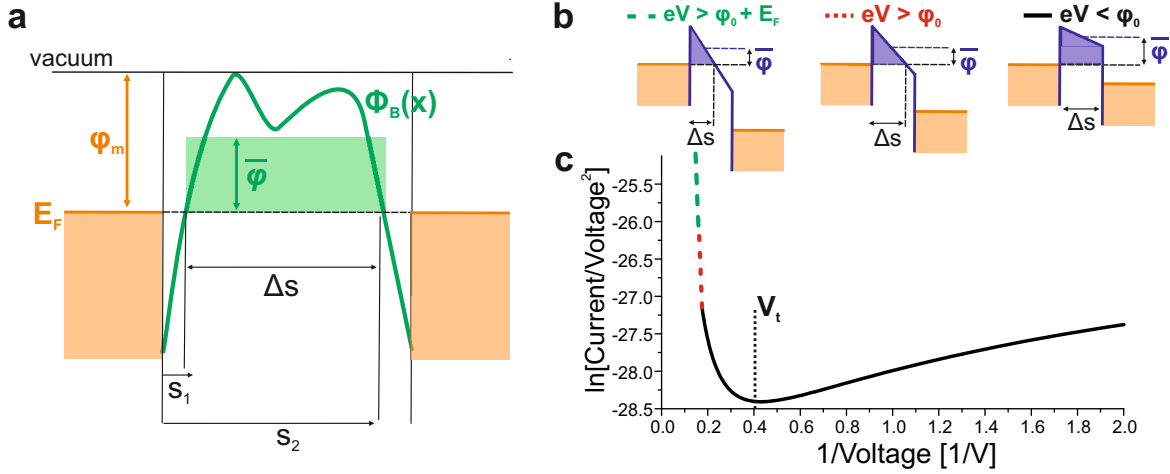 a
vacuum
φm
ΦB(x)
φ̅
EF
Δs
s1
s2
b
eV > φ0 + EF
eV > φ0
eV < φ0
φ̅
φ̅
φ̅
Δs
Δs
Δs
c
ln[Current/Voltage²]
-25.5
-26.0
-26.5
-27.0
-27.5
-28.0
-28.5
Vt
0.0 0.2 0.4 0.6 0.8 1.0 1.2 1.4 1.6 1.8 2.0
1/Voltage [1/V]